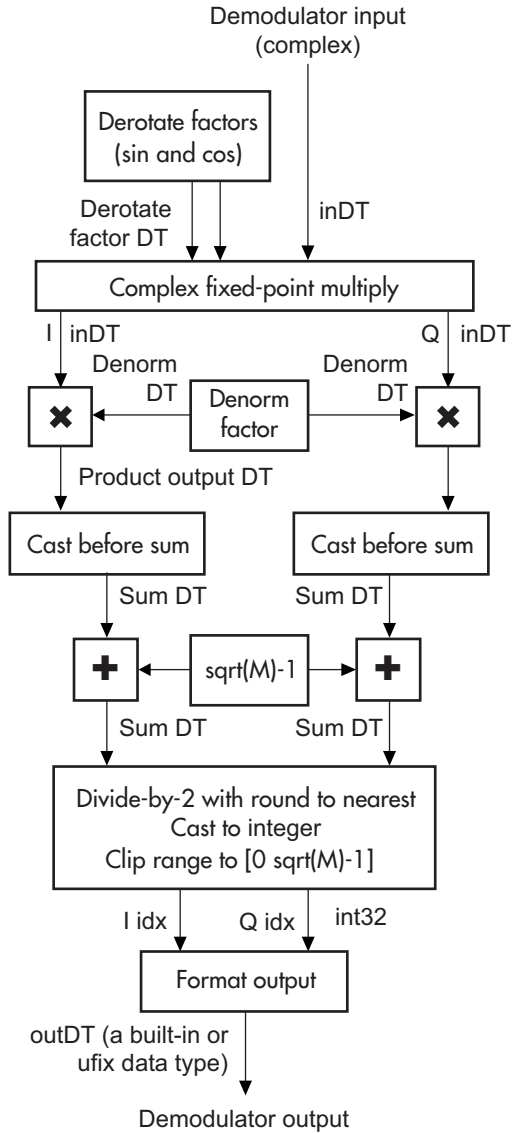 Demodulator input
(complex)
Derotate factors
(sin and cos)
Derotate
factor DT
inDT
Complex fixed-point multiply
I inDT
Q inDT
Denorm
DT
Denorm
factor
Denorm
DT
Product output DT
Cast before sum
Cast before sum
Sum DT
Sum DT
sqrt(M)-1
Sum DT
Sum DT
Divide-by-2 with round to nearest
Cast to integer
Clip range to [0 sqrt(M)-1]
I idx
Q idx
int32
Format output
outDT (a built-in or
ufix data type)
Demodulator output